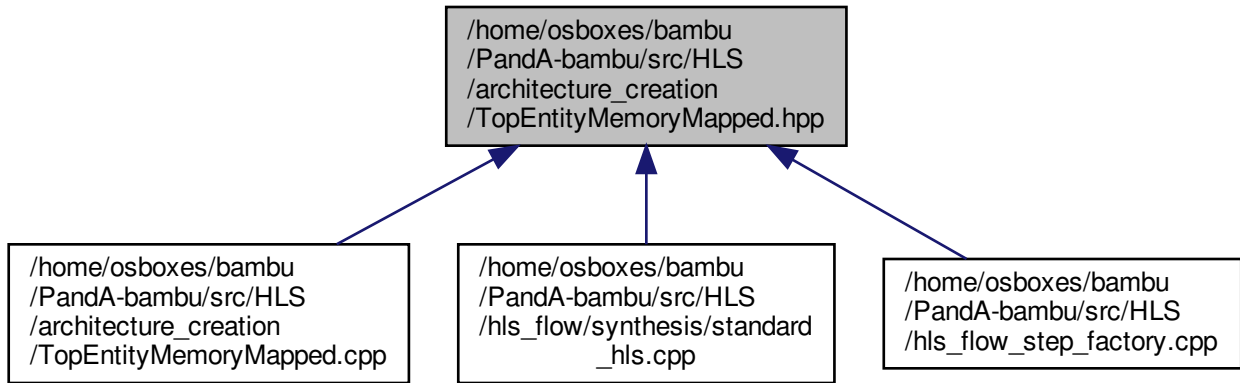 /home/osboxes/bambu
/PandA-bambu/src/HLS
/architecture_creation
/TopEntityMemoryMapped.hpp
/home/osboxes/bambu
/PandA-bambu/src/HLS
/architecture_creation
/TopEntityMemoryMapped.cpp
/home/osboxes/bambu
/PandA-bambu/src/HLS
/hls_flow/synthesis/standard
_hls.cpp
/home/osboxes/bambu
/PandA-bambu/src/HLS
/hls_flow_step_factory.cpp